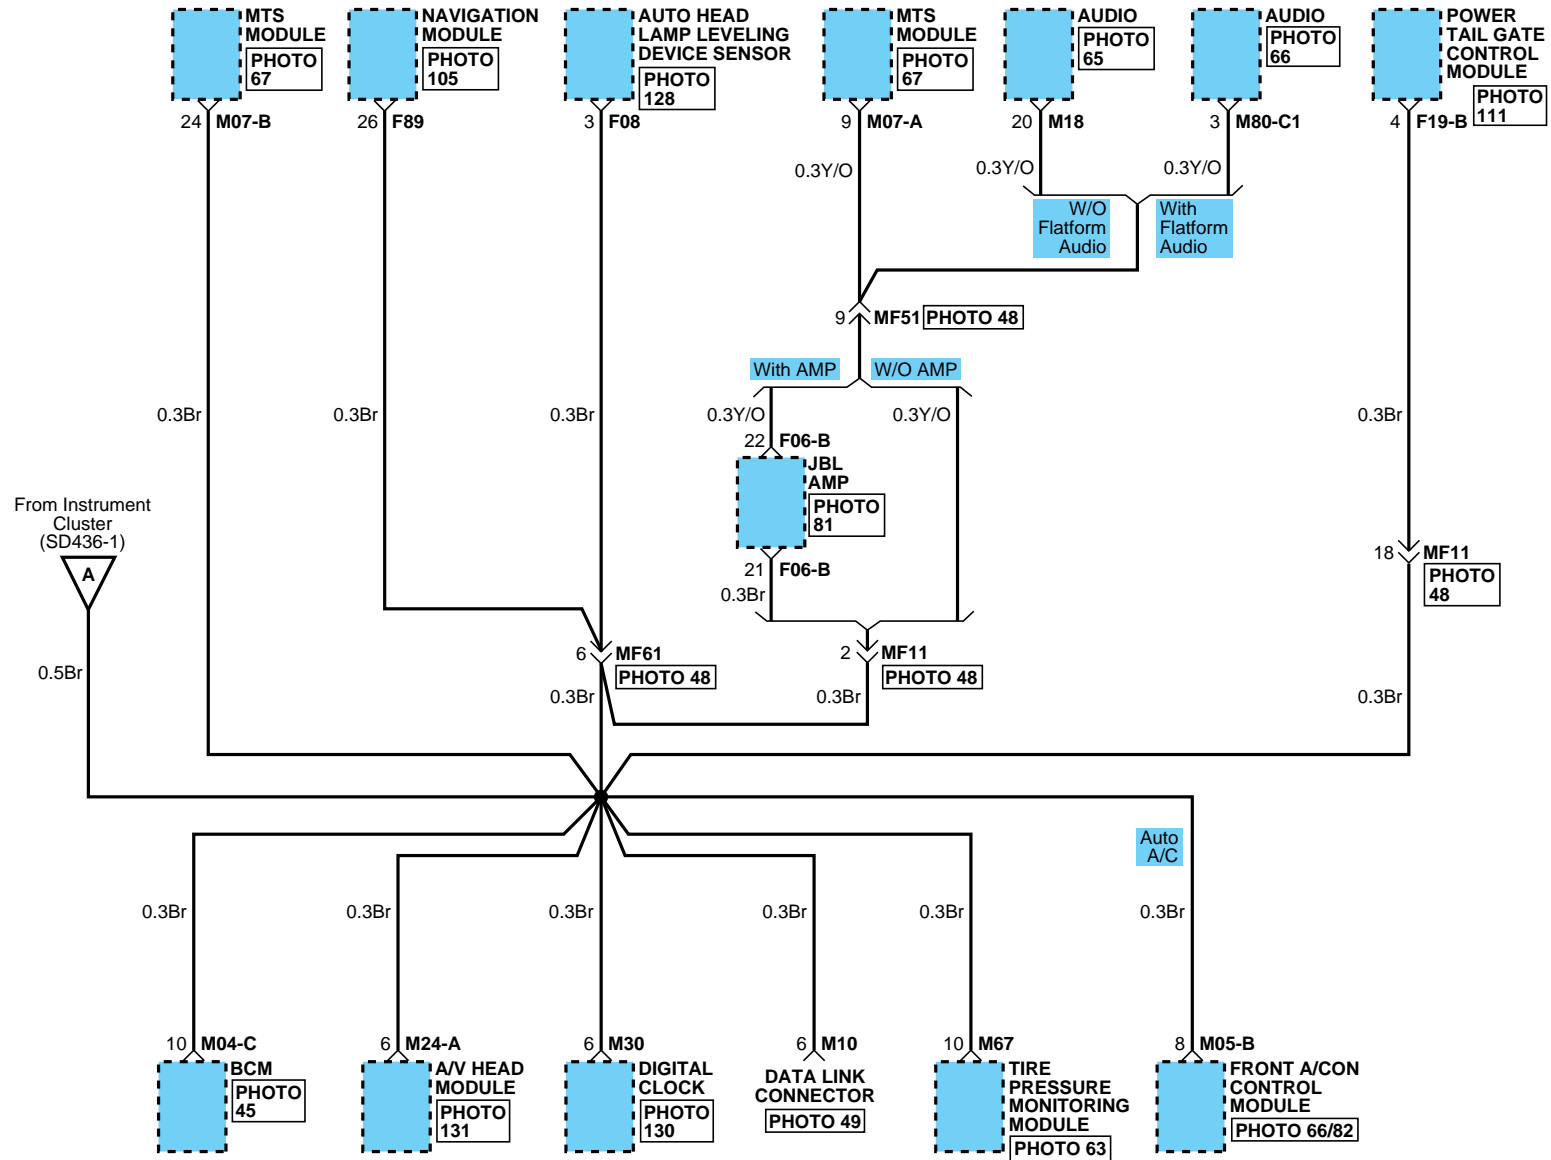 MTS
MODULE
PHOTO
67
24 M07-B
NAVIGATION
MODULE
PHOTO
105
26 F89
AUTO HEAD
LAMP LEVELING
DEVICE SENSOR
PHOTO
128
3 F08
MTS
MODULE
PHOTO
67
9 M07-A
AUDIO
PHOTO
65
20 M18
AUDIO
PHOTO
66
3 M80-C1
POWER
TAIL GATE
CONTROL
MODULE
PHOTO
111
4 F19-B
0.3Y/O
0.3Y/O
0.3Y/O
W/O
Flatform
Audio
With
Flatform
Audio
9 MF51 PHOTO 48
With AMP
W/O AMP
0.3Br
0.3Br
0.3Br
0.3Y/O
0.3Y/O
0.3Br
22 F06-B
JBL
AMP
PHOTO
81
21 F06-B
0.3Br
From Instrument
Cluster
(SD436-1)
A
18 MF11
PHOTO
48
6 MF61
PHOTO 48
2 MF11
PHOTO 48
0.5Br
0.3Br
0.3Br
0.3Br
Auto
A/C
0.3Br
0.3Br
0.3Br
0.3Br
0.3Br
0.3Br
10 M04-C
BCM
PHOTO
45
6 M24-A
A/V HEAD
MODULE
PHOTO
131
6 M30
DIGITAL
CLOCK
PHOTO
130
6 M10
DATA LINK
CONNECTOR
PHOTO 49
10 M67
TIRE
PRESSURE
MONITORING
MODULE
PHOTO 63
8 M05-B
FRONT A/CON
CONTROL
MODULE
PHOTO 66/82